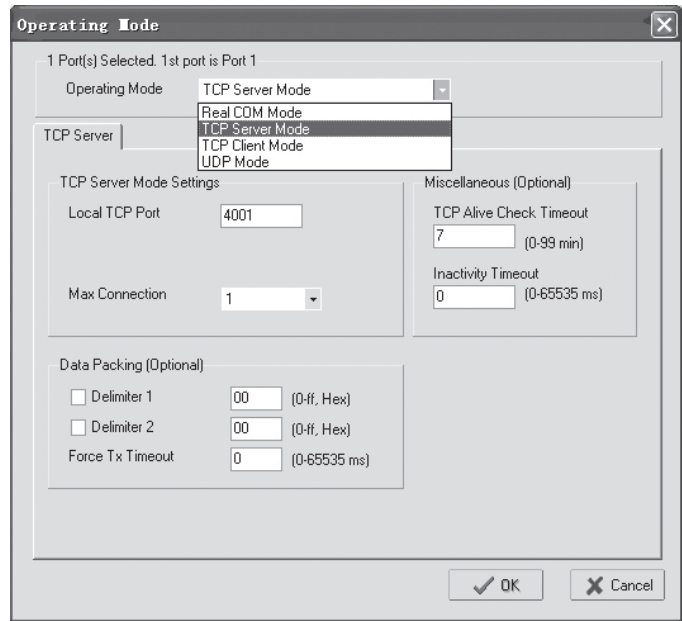 Operating Mode
1 Port(s) Selected. 1st port is Port 1
Operating Mode
TCP Server Mode
Real COM Mode
TCP Server Mode
TCP Client Mode
UDP Mode
TCP Server
TCP Server Mode Settings
Local TCP Port 4001
Max Connection 1
Miscellaneous (Optional)
TCP Alive Check Timeout
7 (0-99 min)
Inactivity Timeout
0 (0-65535 ms)
Data Packing (Optional)
Delimiter 1 00 (0-ff, Hex)
Delimiter 2 00 (0-ff, Hex)
Force Tx Timeout 0 (0-65535 ms)
OK Cancel